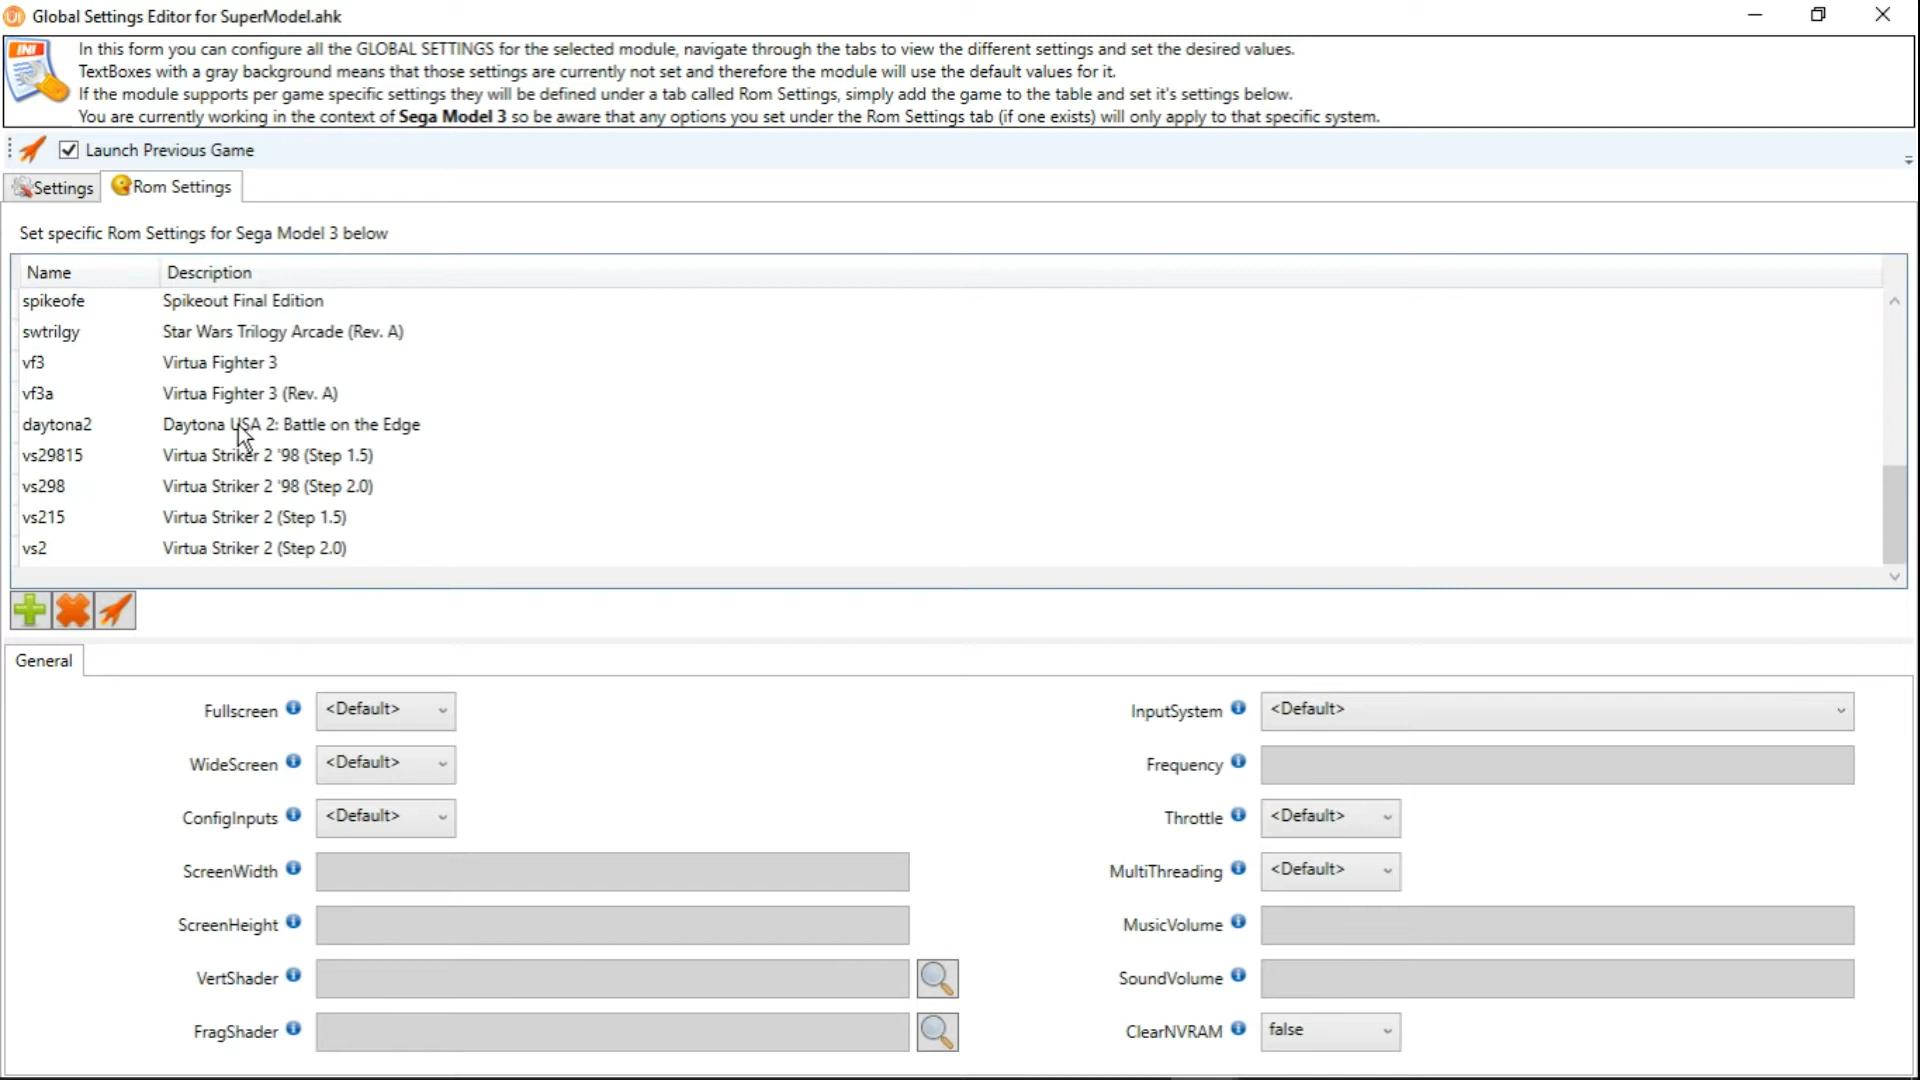 Global Settings Editor for SuperModel.ahk
INI
In this form you can configure all the GLOBAL SETTINGS for the selected module, navigate through the tabs to view the different settings and set the desired values.
TextBoxes with a gray background means that those settings are currently not set and therefore the module will use the default values for it.
If the module supports per game specific settings they will be defined under a tab called Rom Settings, simply add the game to the table and set it's settings below.
You are currently working in the context of Sega Model 3 so be aware that any options you set under the Rom Settings tab (if one exists) will only apply to that specific system.
Launch Previous Game
Settings Rom Settings
Set specific Rom Settings for Sega Model 3 below
Name Description
spikeofe Spikeout Final Edition
swtrilgy Star Wars Trilogy Arcade (Rev. A)
vf3 Virtua Fighter 3
vf3a Virtua Fighter 3 (Rev. A)
daytona2 Daytona USA 2: Battle on the Edge
vs29815 Virtua Striker 2 '98 (Step 1.5)
vs298 Virtua Striker 2 '98 (Step 2.0)
vs215 Virtua Striker 2 (Step 1.5)
vs2 Virtua Striker 2 (Step 2.0)
General
Fullscreen <Default> InputSystem <Default>
WideScreen <Default> Frequency
ConfigInputs <Default> Throttle <Default>
ScreenWidth MultiThreading <Default>
ScreenHeight MusicVolume
VertShader SoundVolume
FragShader ClearNVRAM false